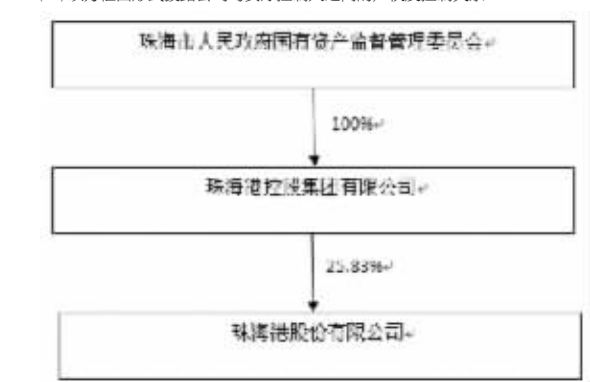 珠海市人民政府国有资产监督管理委员会
100%
珠海港控股集团有限公司
25.83%
珠海港股份有限公司